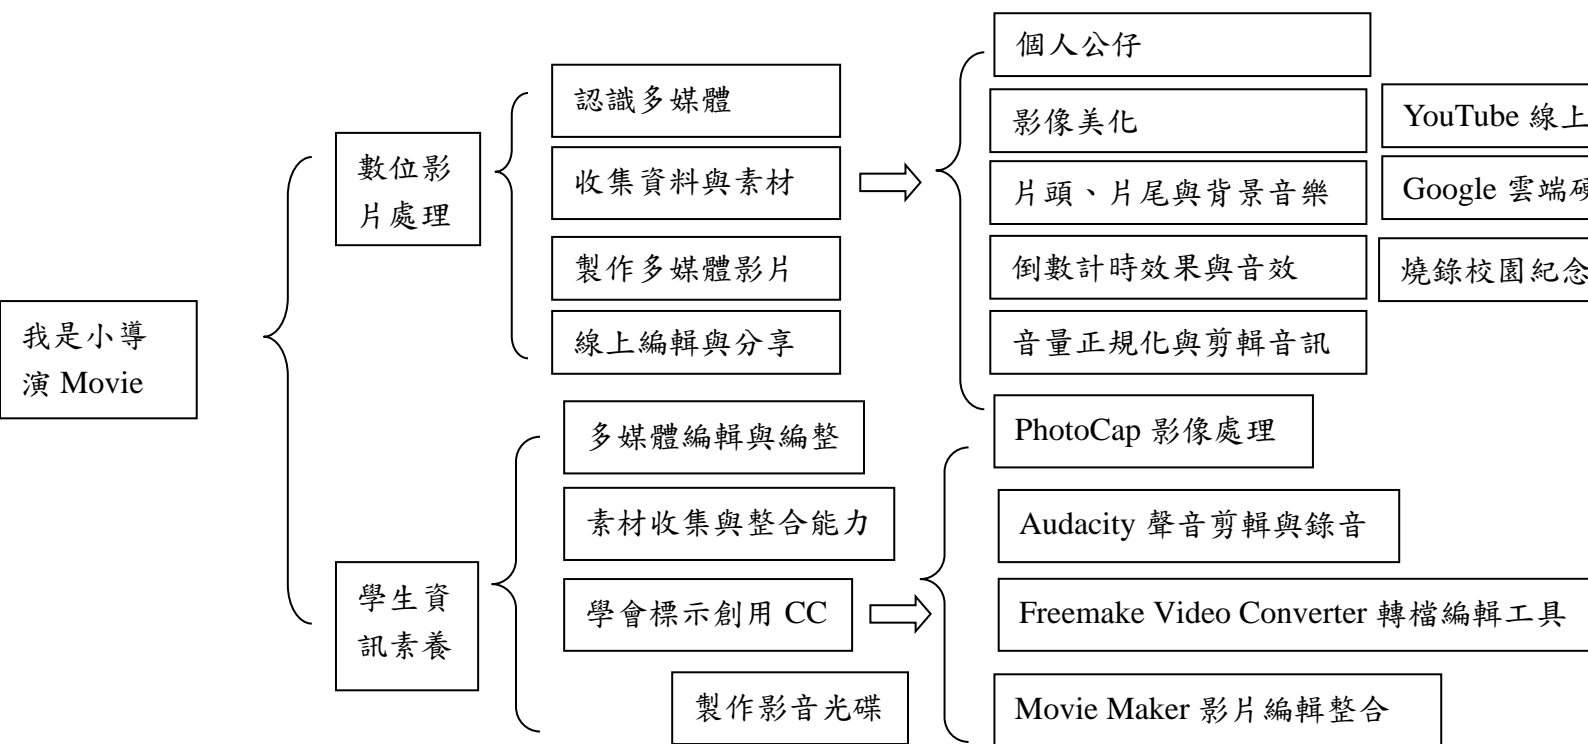 我是小導
演 Movie
數位影
片處理
認識多媒體
收集資料與素材
製作多媒體影片
線上編輯與分享
個人公仔
影像美化
片頭、片尾與背景音樂
倒數計時效果與音效
音量正規化與剪輯音訊
PhotoCap 影像處理
YouTube 線上
Google 雲端
燒錄校園紀念
學生資
訊素養
多媒體編輯與編整
素材收集與整合能力
學會標示創用 CC
製作影音光碟
Audacity 聲音剪輯與錄音
Freemake Video Converter 轉檔編輯工具
Movie Maker 影片編輯整合